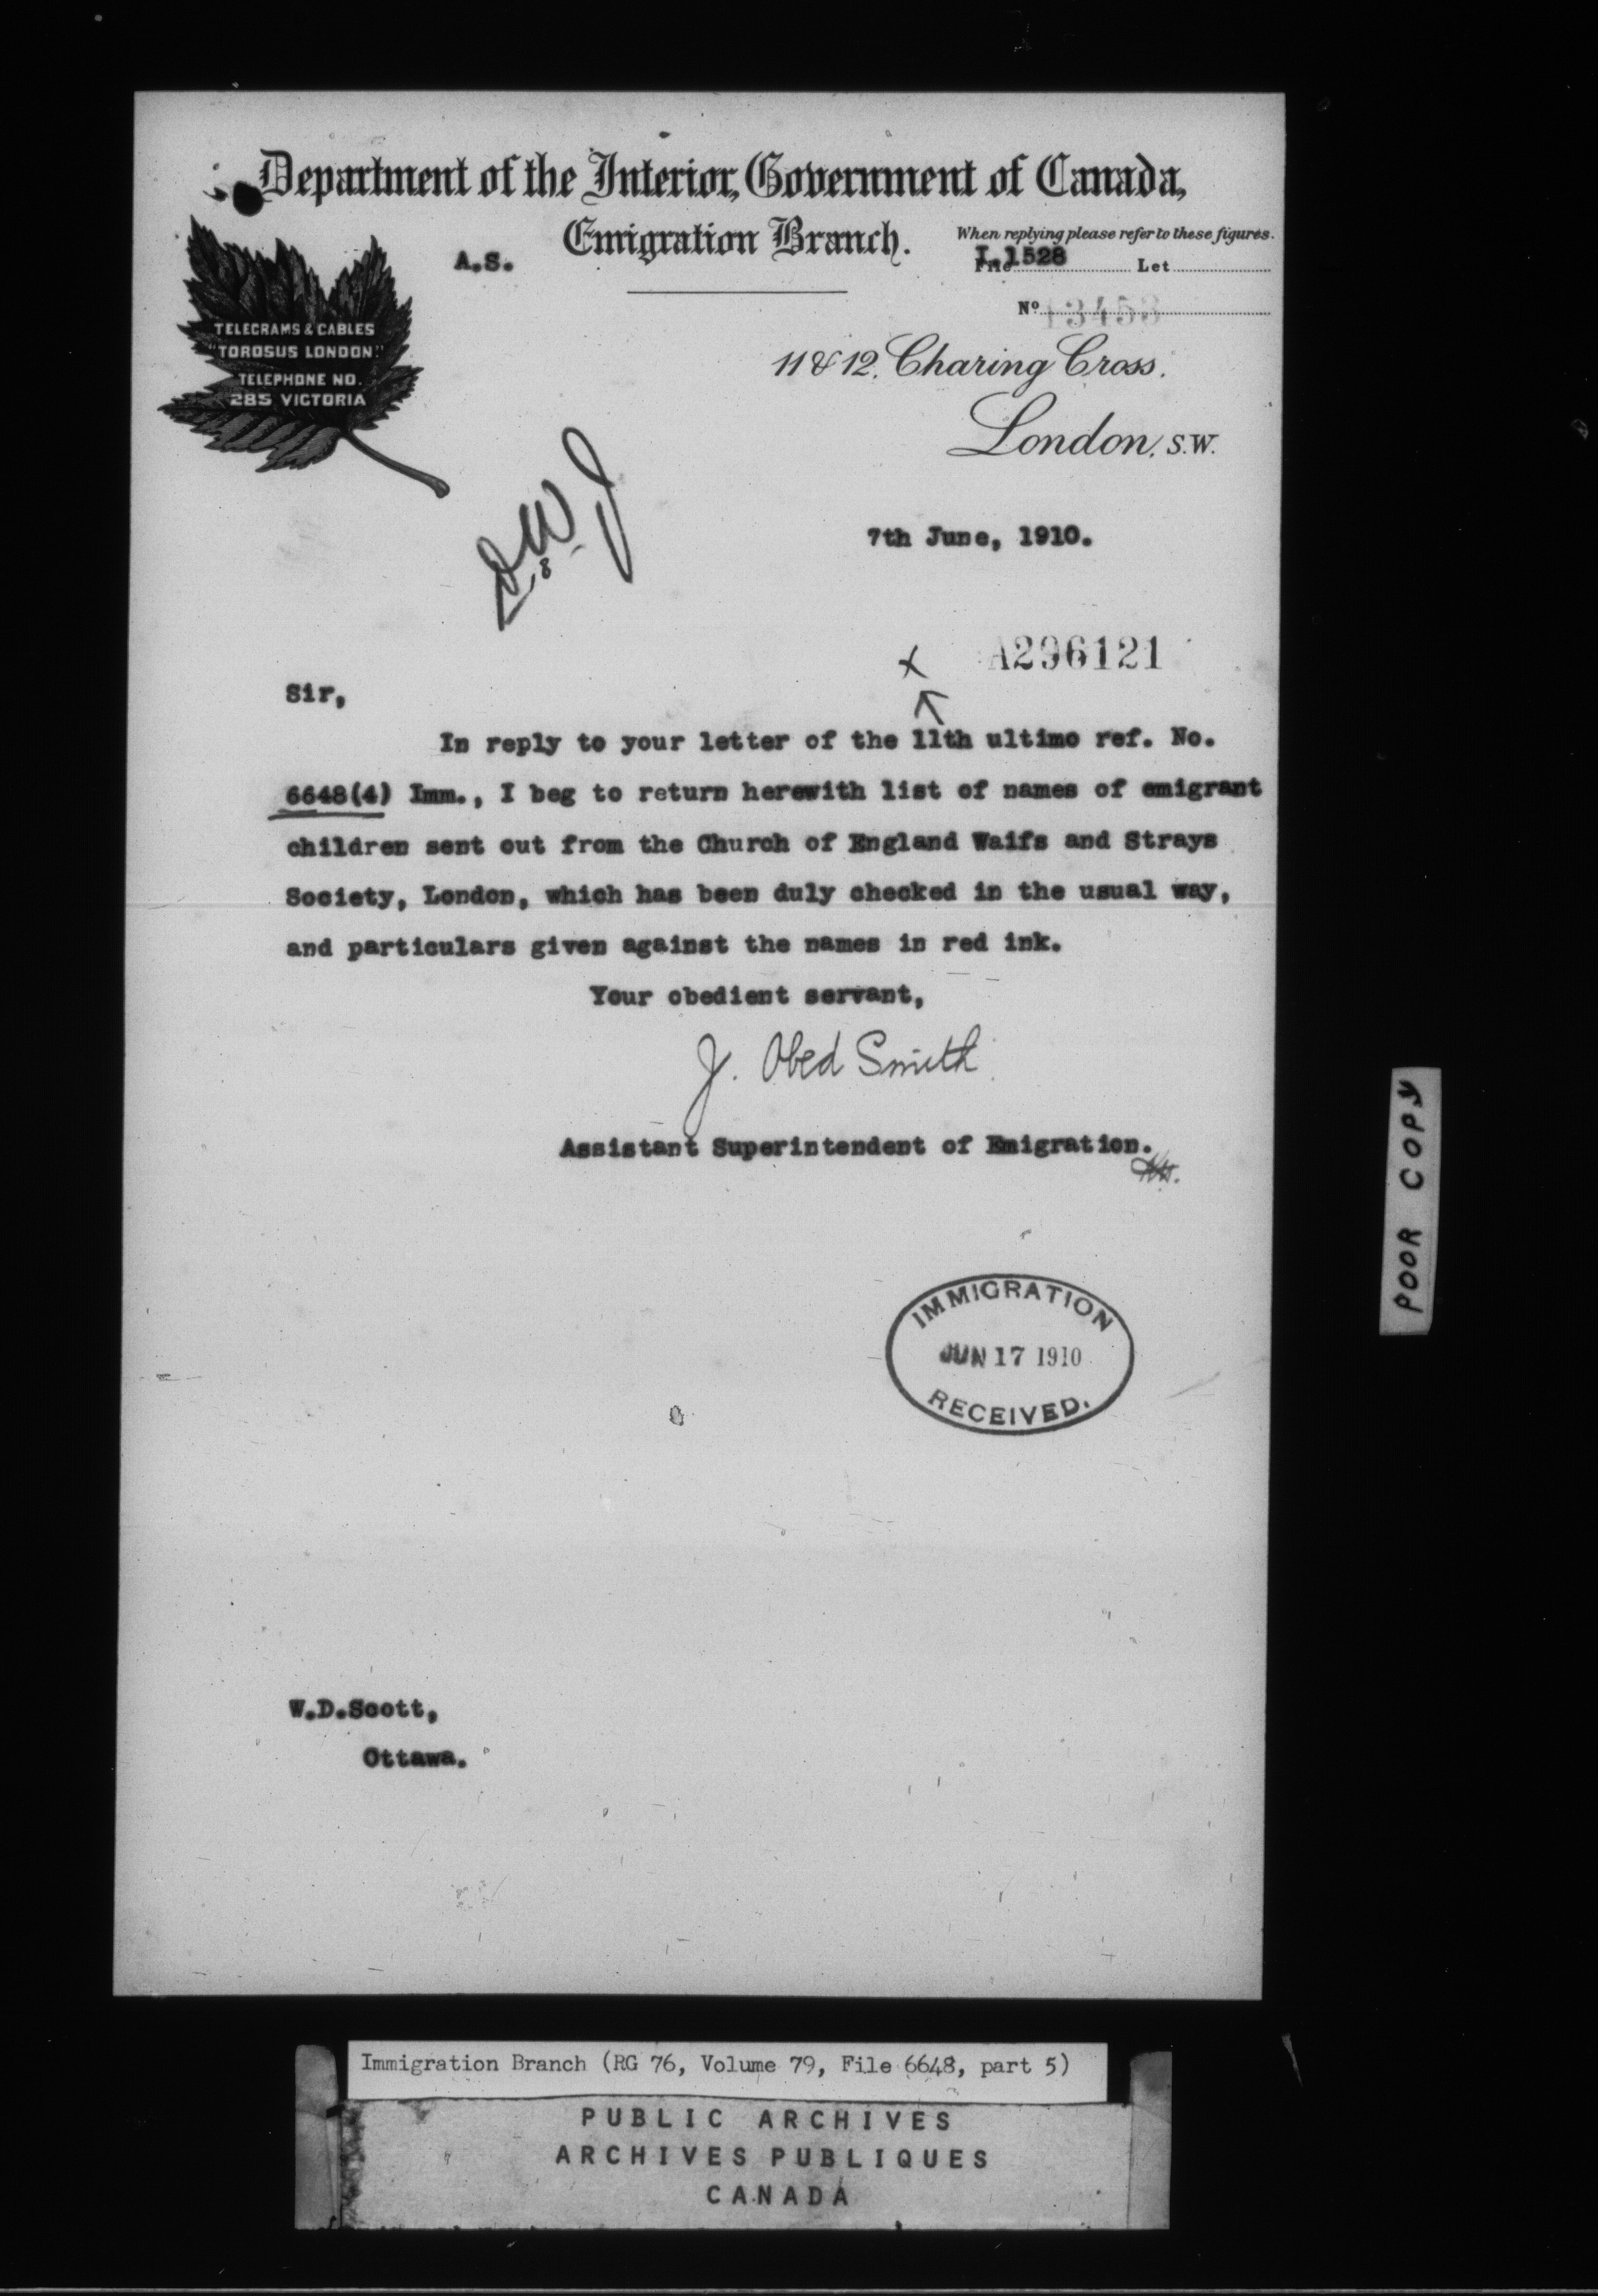 Department of the Interior, Government of Canada,
Emigration Branch.
When replying please refer to these figures.
A.S.
File I.1528 Let
No. 13453
TELEGRAMS & CABLES
"TOROSUS LONDON."
TELEPHONE NO.
285 VICTORIA
11 & 12, Charing Cross.
London, S.W.
7th June, 1910.
x A296121
Sir,
In reply to your letter of the 11th ultimo ref. No.
6648(4) Imm., I beg to return herewith list of names of emigrant
children sent out from the Church of England Waifs and Strays
Society, London, which has been duly checked in the usual way,
and particulars given against the names in red ink.
Your obedient servant,
J. Obed Smith
Assistant Superintendent of Emigration.
IMMIGRATION
JUN 17 1910
RECEIVED.
POOR COPY
W.D.Scott,
Ottawa.
Immigration Branch (RG 76, Volume 79, File 6648, part 5)
PUBLIC ARCHIVES
ARCHIVES PUBLIQUES
CANADA